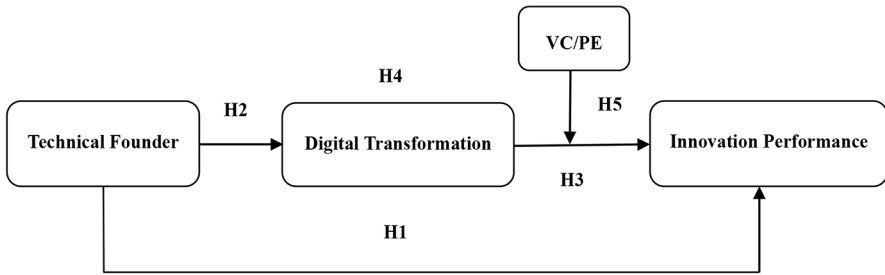 VC/PE
H4
H5
H2
Technical Founder
Digital Transformation
Innovation Performance
H3
H1